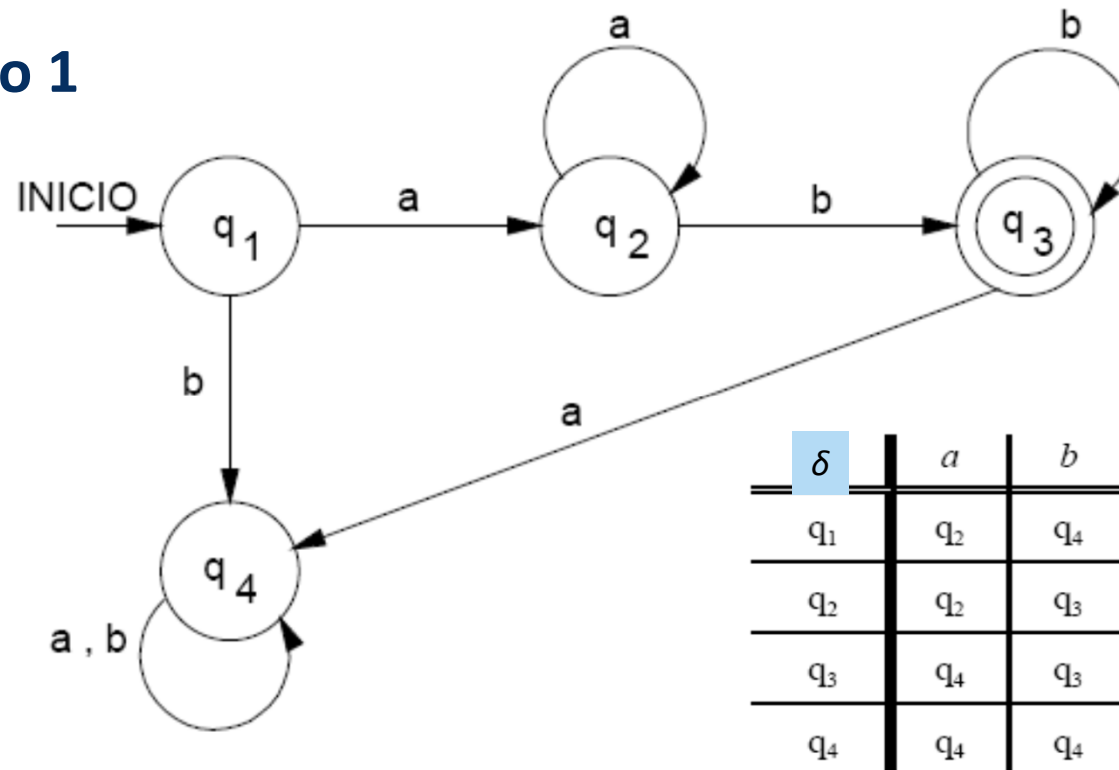 o 1
a
b
INICIO
q1
a
q2
b
q3
b
a
q4
a , b
δ a b
q1 q2 q4
q2 q2 q3
q3 q4 q3
q4 q4 q4